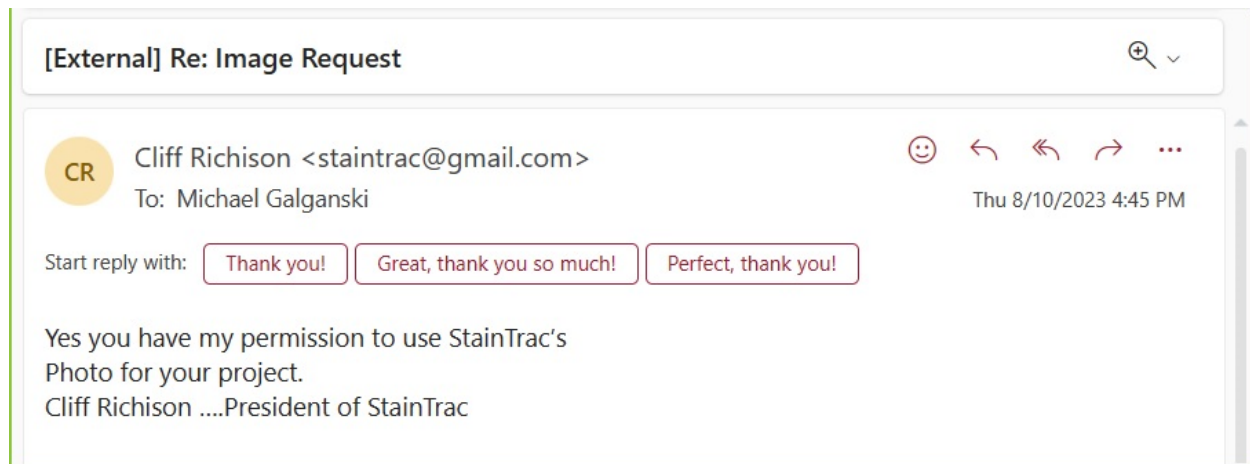 [External] Re: Image Request
CR
Cliff Richison <staintrac@gmail.com>
To: Michael Galganski
Thu 8/10/2023 4:45 PM
Start reply with: Thank you! Great, thank you so much! Perfect, thank you!
Yes you have my permission to use StainTrac’s
Photo for your project.
Cliff Richison ....President of StainTrac